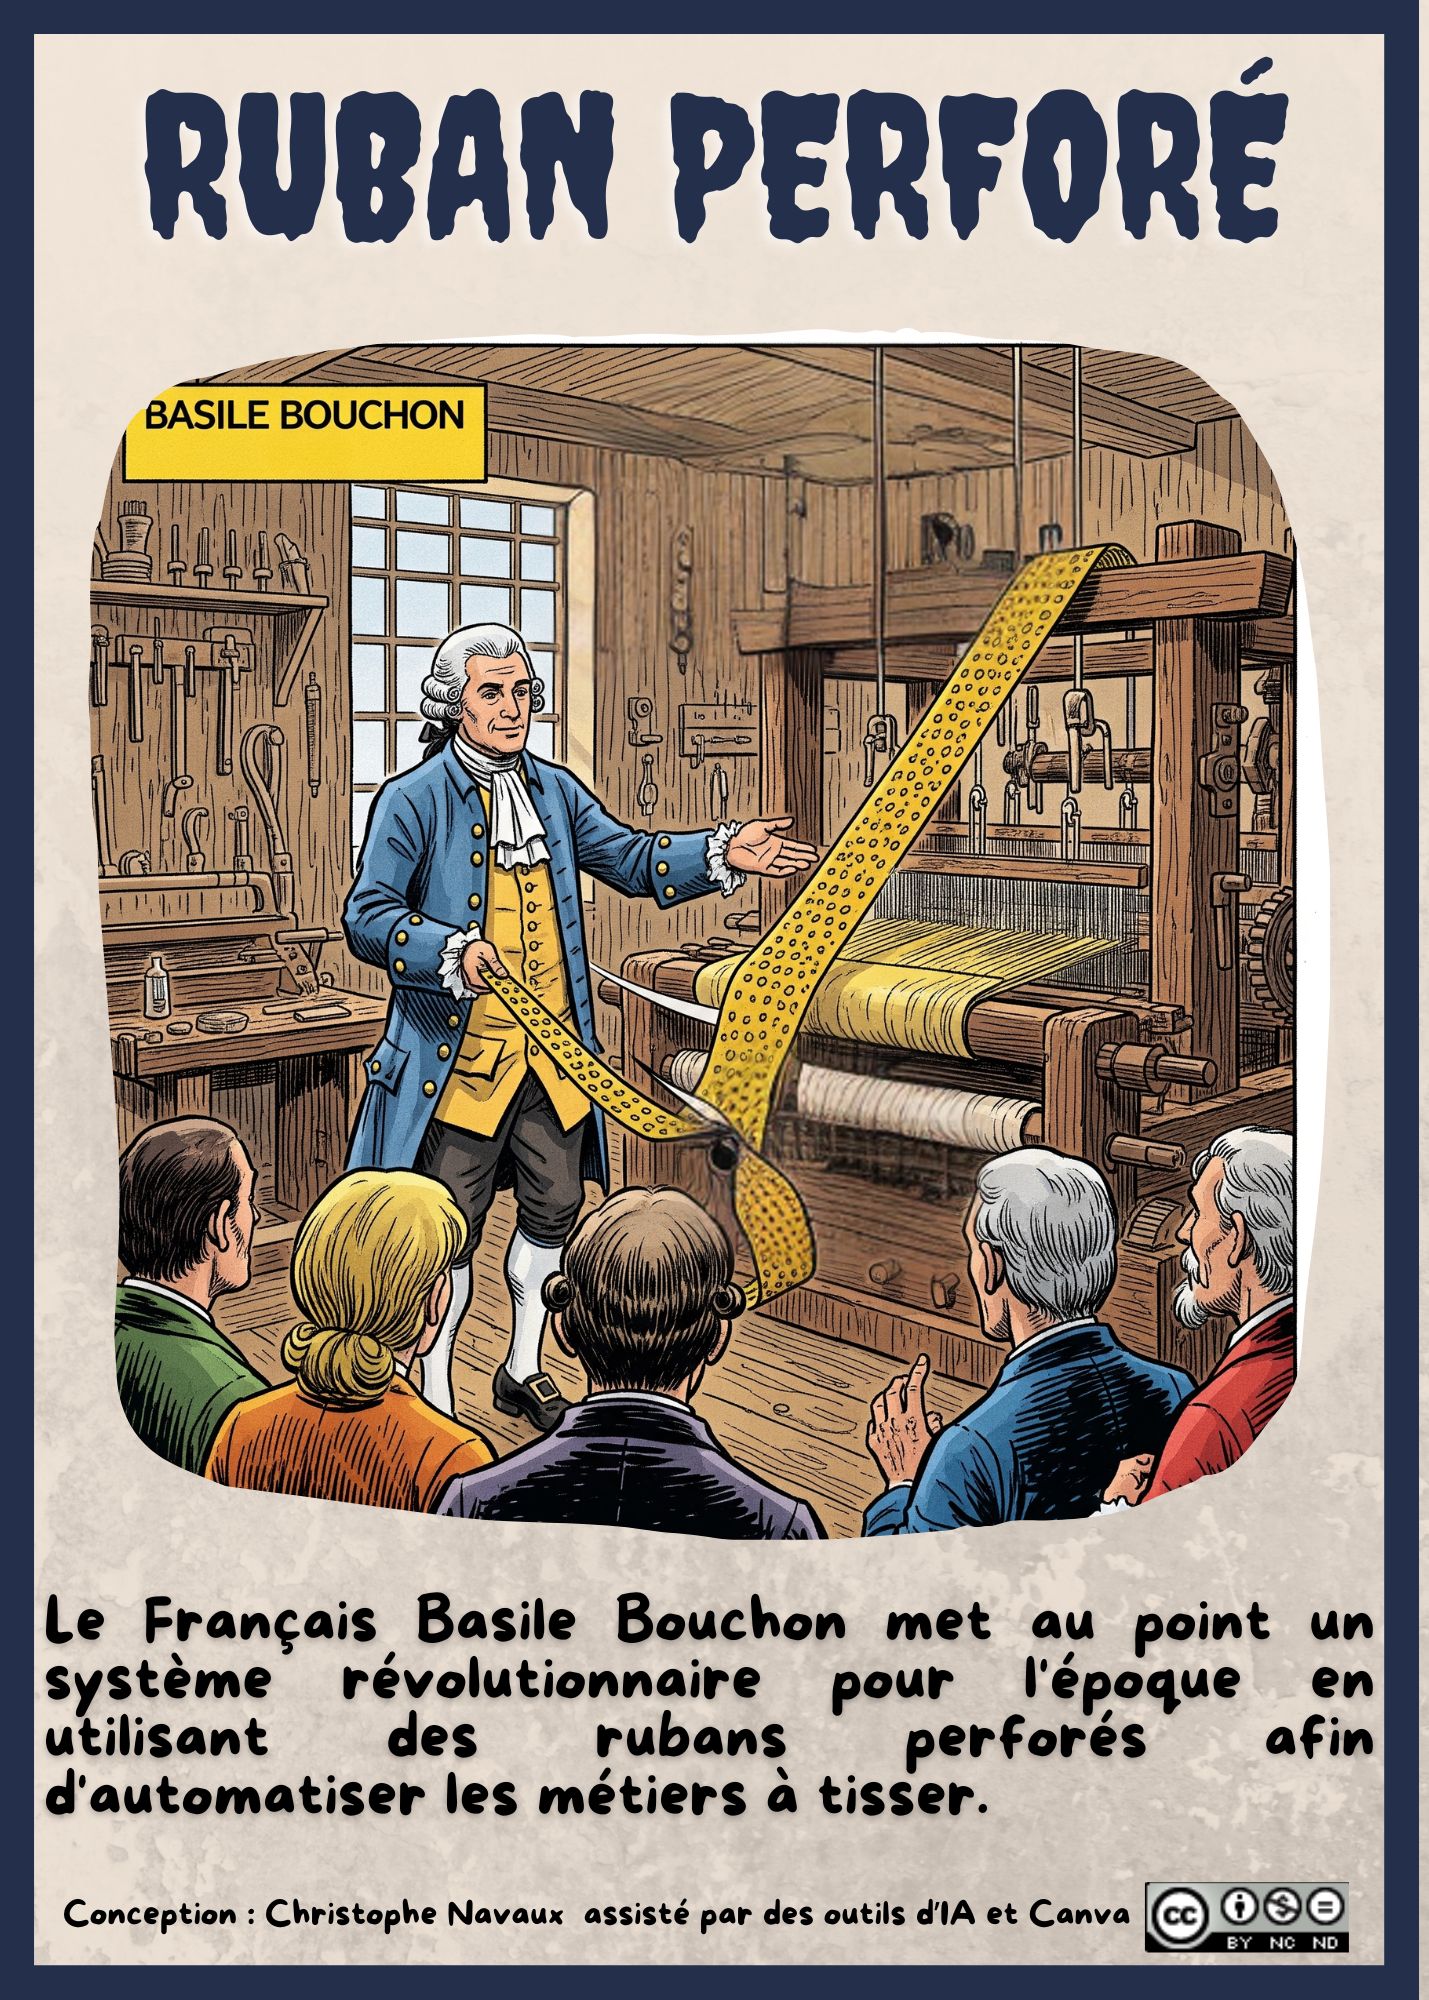 RUBAN PERFORÉ
BASILE BOUCHON
Le Français Basile Bouchon met au point un
système révolutionnaire pour l'époque en
utilisant des rubans perforés afin
d'automatiser les métiers à tisser.
Conception : Christophe Navaux assisté par des outils d'IA et Canva
cc
BY NC ND